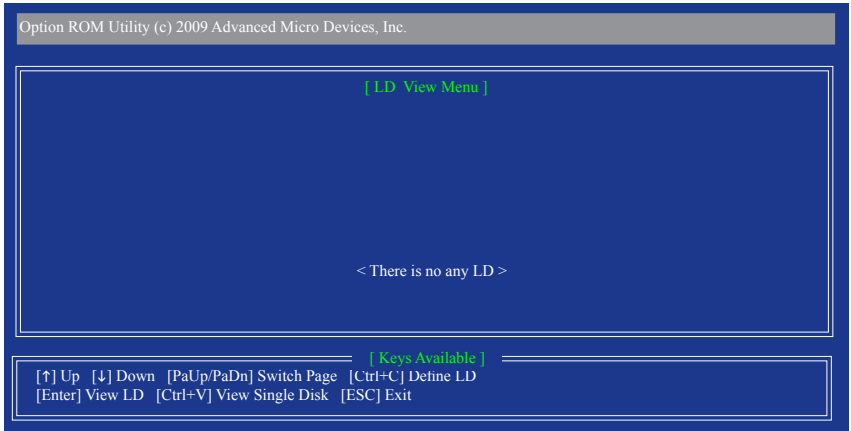 Option ROM Utility (c) 2009 Advanced Micro Devices, Inc.
[ LD View Menu ]
< There is no any LD >
[ Keys Available ]
[↑] Up [↓] Down [PaUp/PaDn] Switch Page [Ctrl+C] Define LD
[Enter] View LD [Ctrl+V] View Single Disk [ESC] Exit